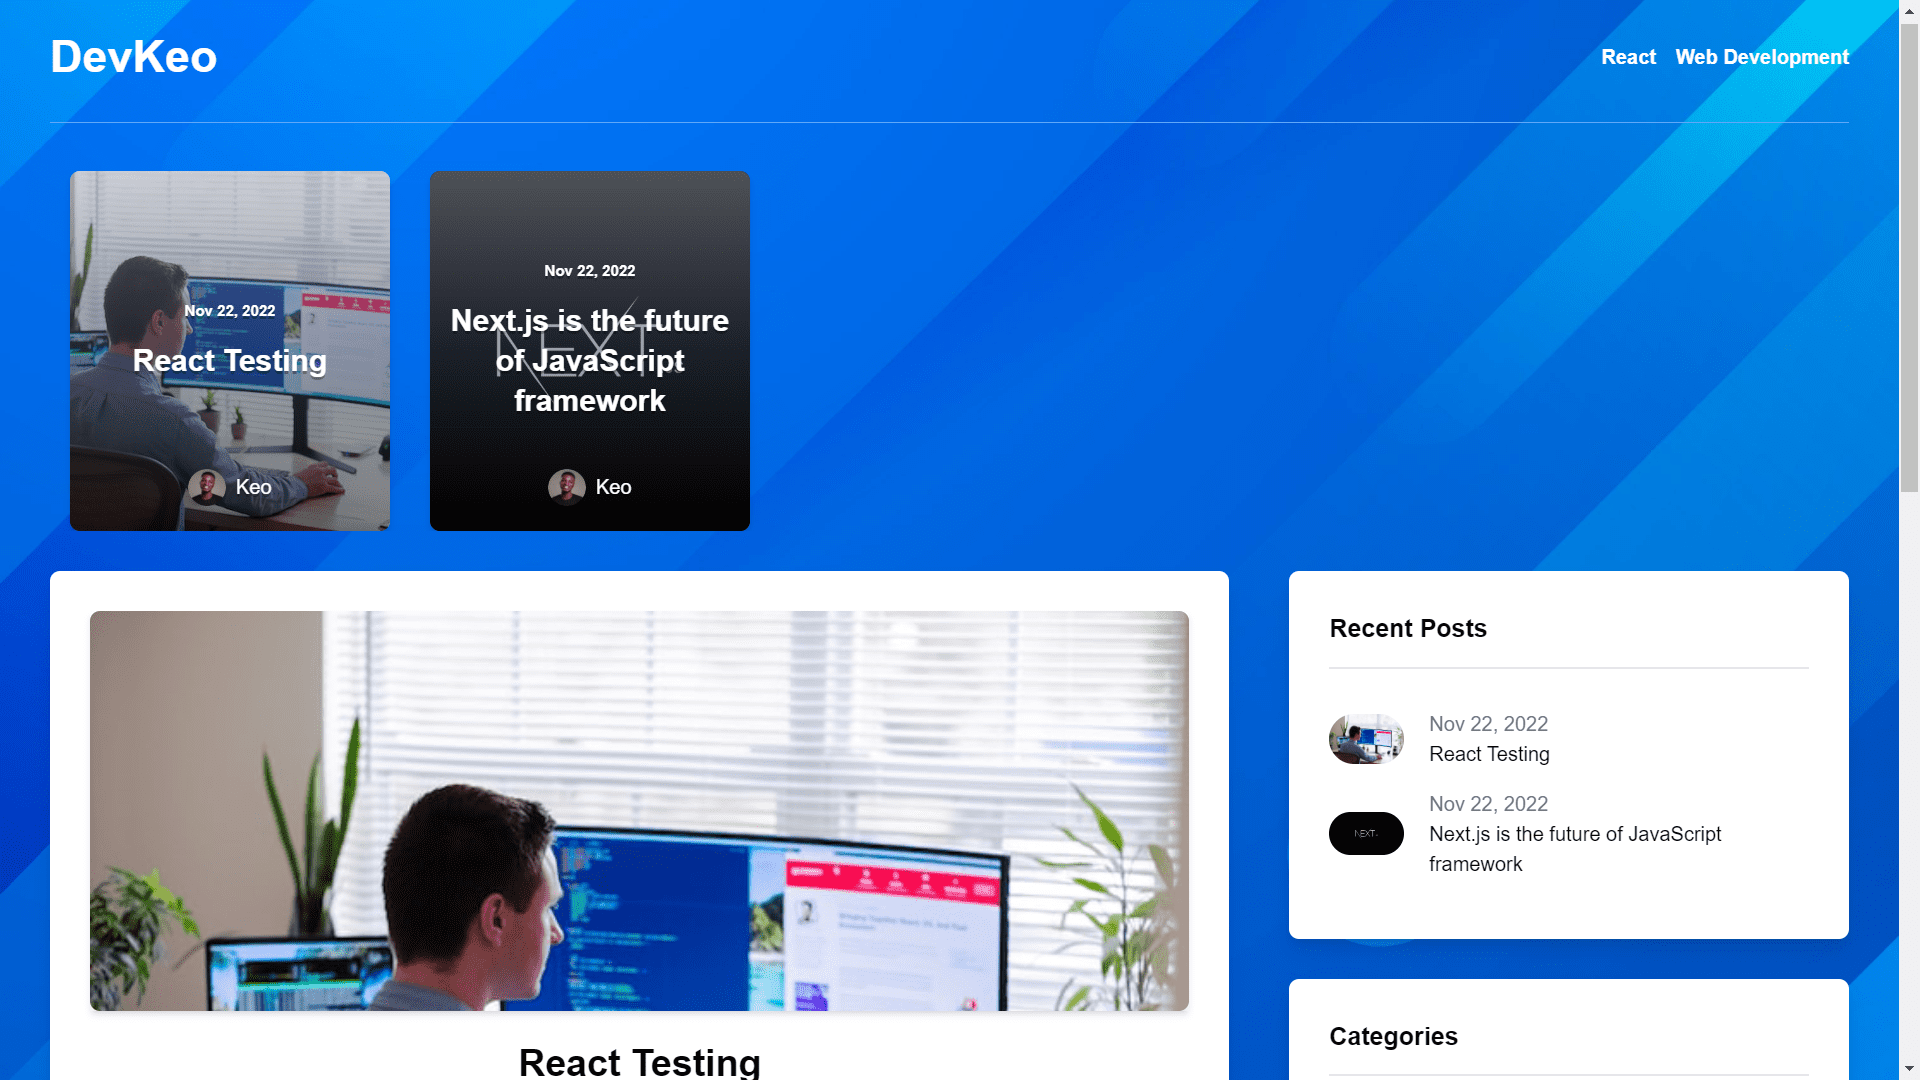 DevKeo
React Web Development
Nov 22, 2022
React Testing
Keo
Nov 22, 2022
Next.js is the future
of JavaScript
framework
NEXT
Keo
React Testing
Recent Posts
Nov 22, 2022
React Testing
NEXT
Nov 22, 2022
Next.js is the future of JavaScript
framework
Categories